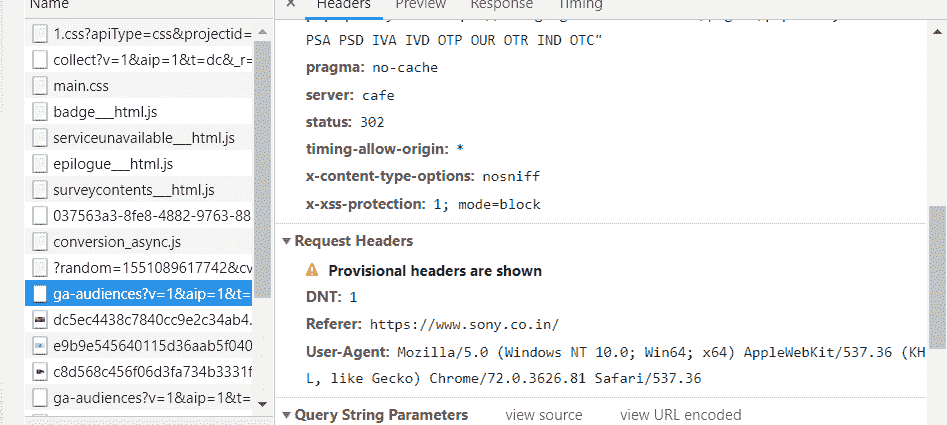 Name
1.css?apiType=css&projectid=
collect?v=1&aip=1&t=dc&_r=
main.css
badge___html.js
serviceunavailable___html.js
epilogue___html.js
surveycontents___html.js
037563a3-8fe8-4882-9763-88
conversion_async.js
?random=1551089617742&cv
ga-audiences?v=1&aip=1&t=
dc5ec4438c7840cc9e2c34ab4.
e9b9e545640115d36aab5f040
c8d568c456f06d3fa734b3331f
ga-audiences?v=1&aip=1&t=
Headers Preview Response Timing
PSA PSD IVA IVD OTP OUR OTR IND OTC"
pragma: no-cache
server: cafe
status: 302
timing-allow-origin: *
x-content-type-options: nosniff
x-xss-protection: 1; mode=block
Request Headers
Provisional headers are shown
DNT: 1
Referer: https://www.sony.co.in/
User-Agent: Mozilla/5.0 (Windows NT 10.0; Win64; x64) AppleWebKit/537.36 (KH
L, like Gecko) Chrome/72.0.3626.81 Safari/537.36
Query String Parameters view source view URL encoded